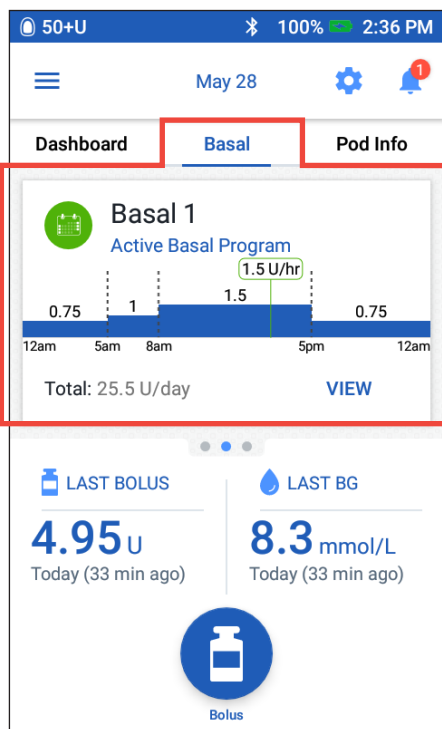 50+U 100% 2:36 PM
May 28 1
Dashboard Basal Pod Info
Basal 1
Active Basal Program
1.5 U/hr
0.75 1 1.5 0.75
12am 5am 8am 5pm 12am
Total: 25.5 U/day VIEW
LAST BOLUS LAST BG
4.95 U 8.3 mmol/L
Today (33 min ago) Today (33 min ago)
Bolus